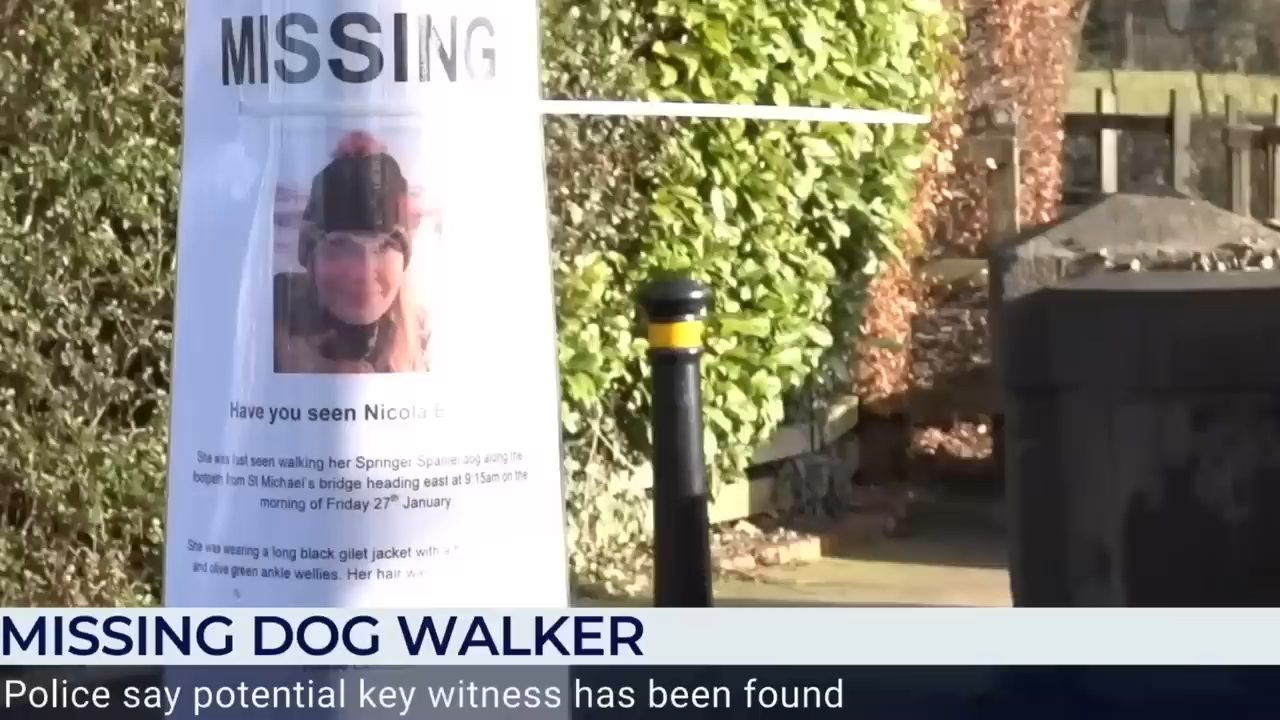 MISSING
Have you seen Nicola
She was last seen walking her Springer Spaniel dog along the
footpath from St Michael's bridge heading east at 9:15am on the
morning of Friday 27th January
She was wearing a long black gilet jacket with a
and olive green ankle wellies. Her hair
MISSING DOG WALKER
Police say potential key witness has been found